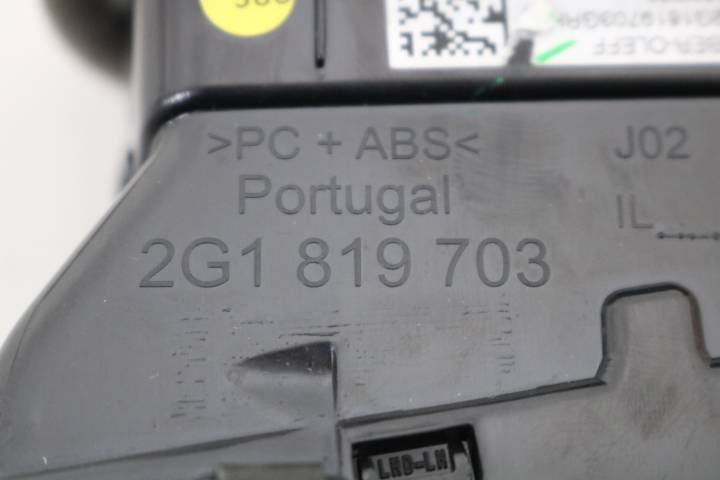 >PC + ABS<
J02
Portugal
IL
2G1 819 703
LHD-LH